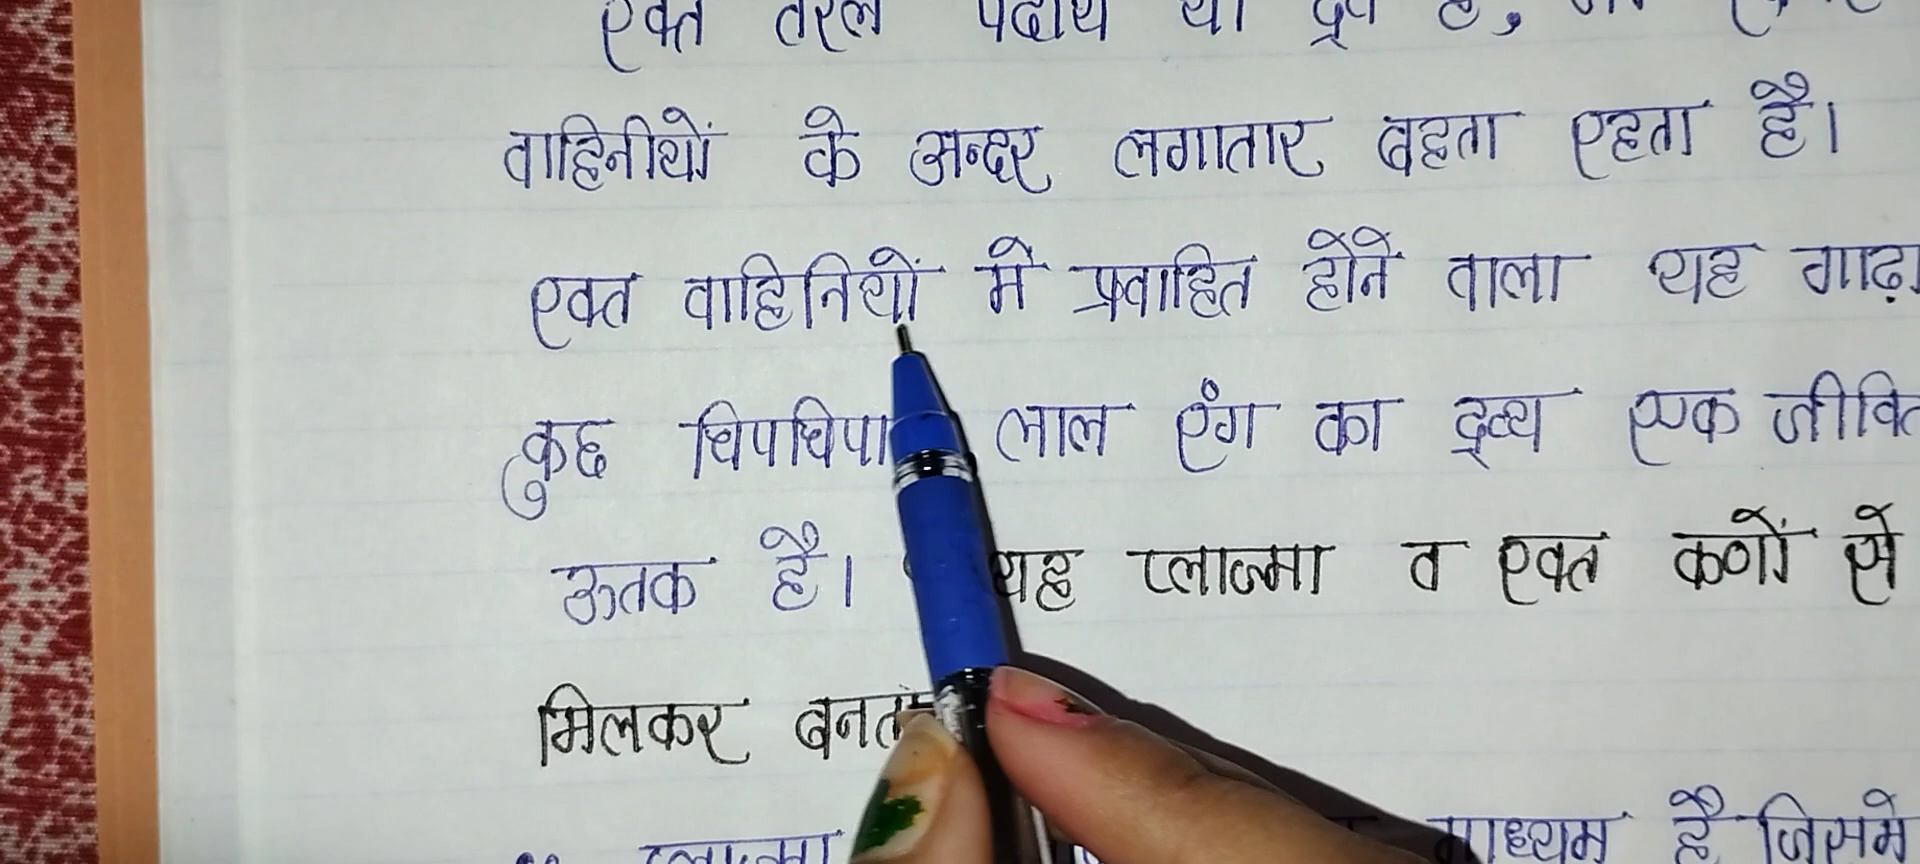 रक्त तरल पदार्थ या द्रव है,
वाहिनीयों के अन्दर लगातार बहता रहता है।
रक्त वाहिनियों में प्रवाहित होने वाला यह गाढ़ा
कुछ चिपचिपा लाल रंग का द्रव्य एक जीवित
ऊतक है। यह प्लाज्मा व रक्त कणों से
मिलकर बनता
प्लाज्मा माध्यम है जिसमें